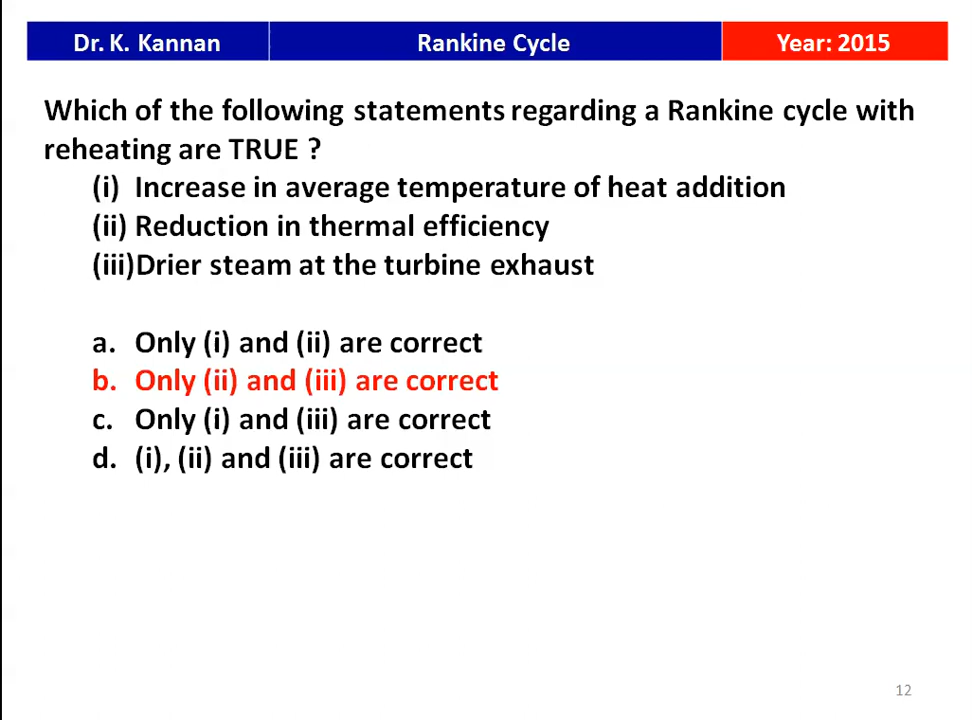 Dr. K. Kannan
Rankine Cycle
Year: 2015
Which of the following statements regarding a Rankine cycle with
reheating are TRUE ?
(i) Increase in average temperature of heat addition
(ii) Reduction in thermal efficiency
(iii)Drier steam at the turbine exhaust
a. Only (i) and (ii) are correct
b. Only (ii) and (iii) are correct
c. Only (i) and (iii) are correct
d. (i), (ii) and (iii) are correct
12